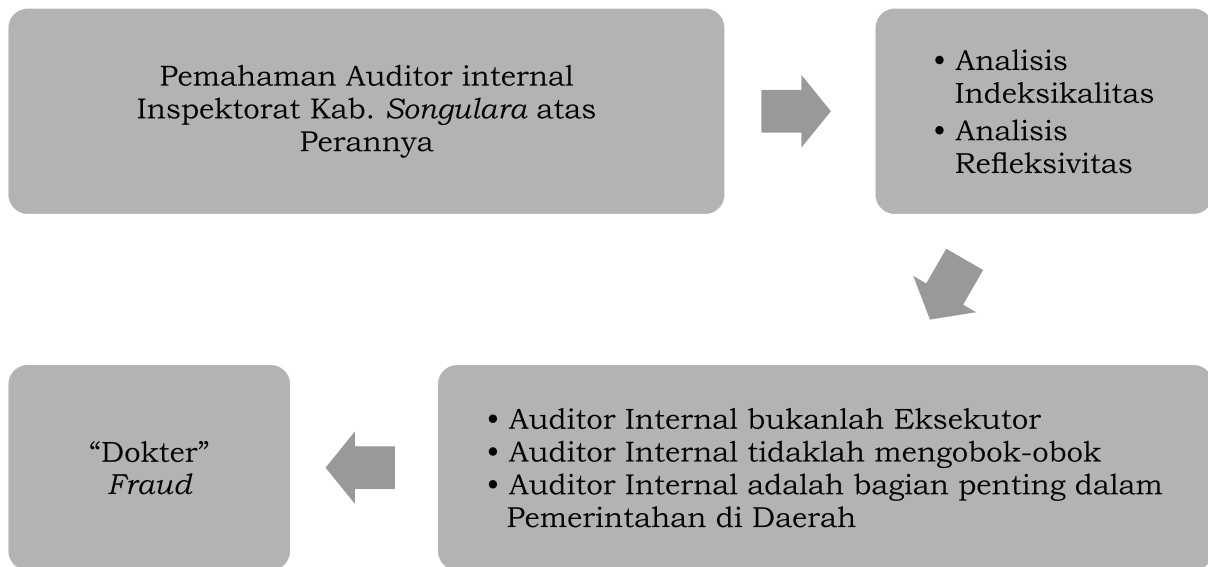 Pemahaman Auditor internal
Inspektorat Kab. Songulara atas
Perannya
• Analisis
Indeksikalitas
• Analisis
Refleksivitas
• Auditor Internal bukanlah Eksekutor
• Auditor Internal tidaklah mengobok-obok
• Auditor Internal adalah bagian penting dalam
Pemerintahan di Daerah
“Dokter”
Fraud